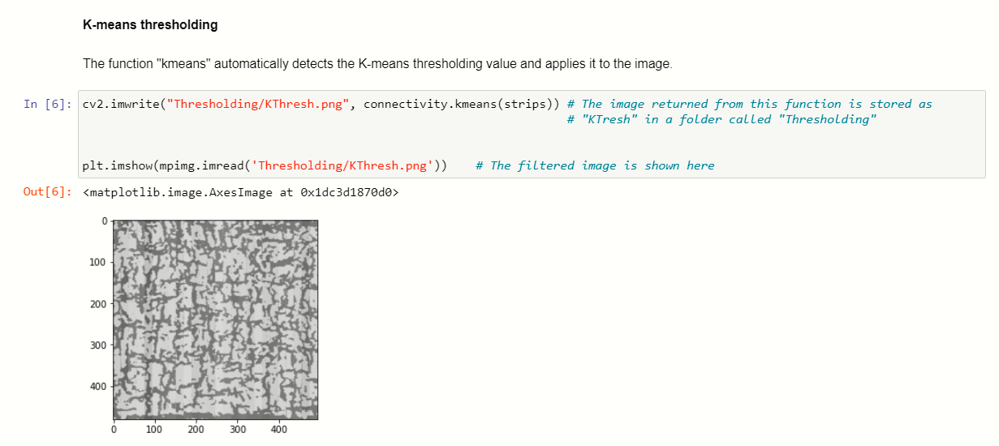 K-means thresholding
The function "kmeans" automatically detects the K-means thresholding value and applies it to the image.
In [6]: cv2.imwrite("Thresholding/KThresh.png", connectivity.kmeans(strips)) # The image returned from this function is stored as
# "KTresh" in a folder called "Thresholding"
plt.imshow(mpimg.imread('Thresholding/KThresh.png')) # The filtered image is shown here
Out[6]: <matplotlib.image.AxesImage at 0x1dc3d1870d0>
0
100
200
300
400
0 100 200 300 400